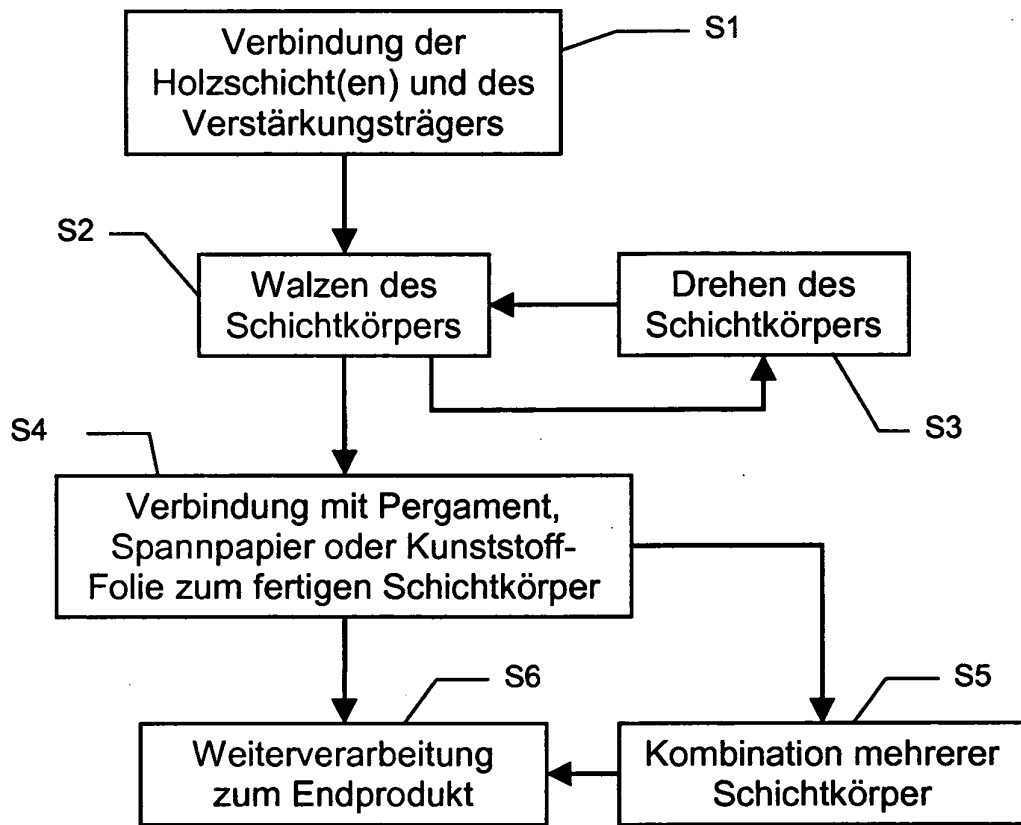 S1
Verbindung der
Holzschicht(en) und des
Verstärkungsträgers
S2
Walzen des
Schichtkörpers
Drehen des
Schichtkörpers
S3
S4
Verbindung mit Pergament,
Spannpapier oder Kunststoff-
Folie zum fertigen Schichtkörper
S6
S5
Weiterverarbeitung
zum Endprodukt
Kombination mehrerer
Schichtkörper